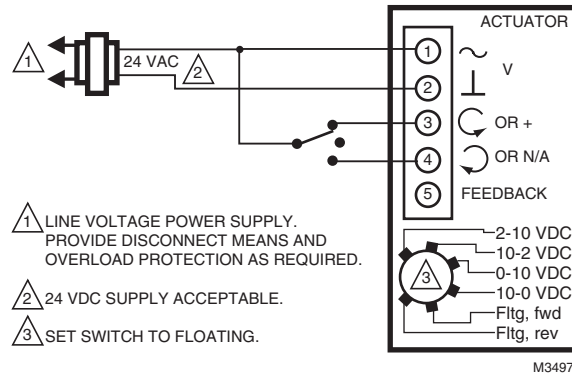 ACTUATOR
1
24 VAC
2
1
V
2
3
OR +
4
OR N/A
5
FEEDBACK
1 LINE VOLTAGE POWER SUPPLY.
PROVIDE DISCONNECT MEANS AND
OVERLOAD PROTECTION AS REQUIRED.
2 24 VDC SUPPLY ACCEPTABLE.
3 SET SWITCH TO FLOATING.
3
2-10 VDC
10-2 VDC
0-10 VDC
10-0 VDC
Fltg, fwd
Fltg, rev
M3497